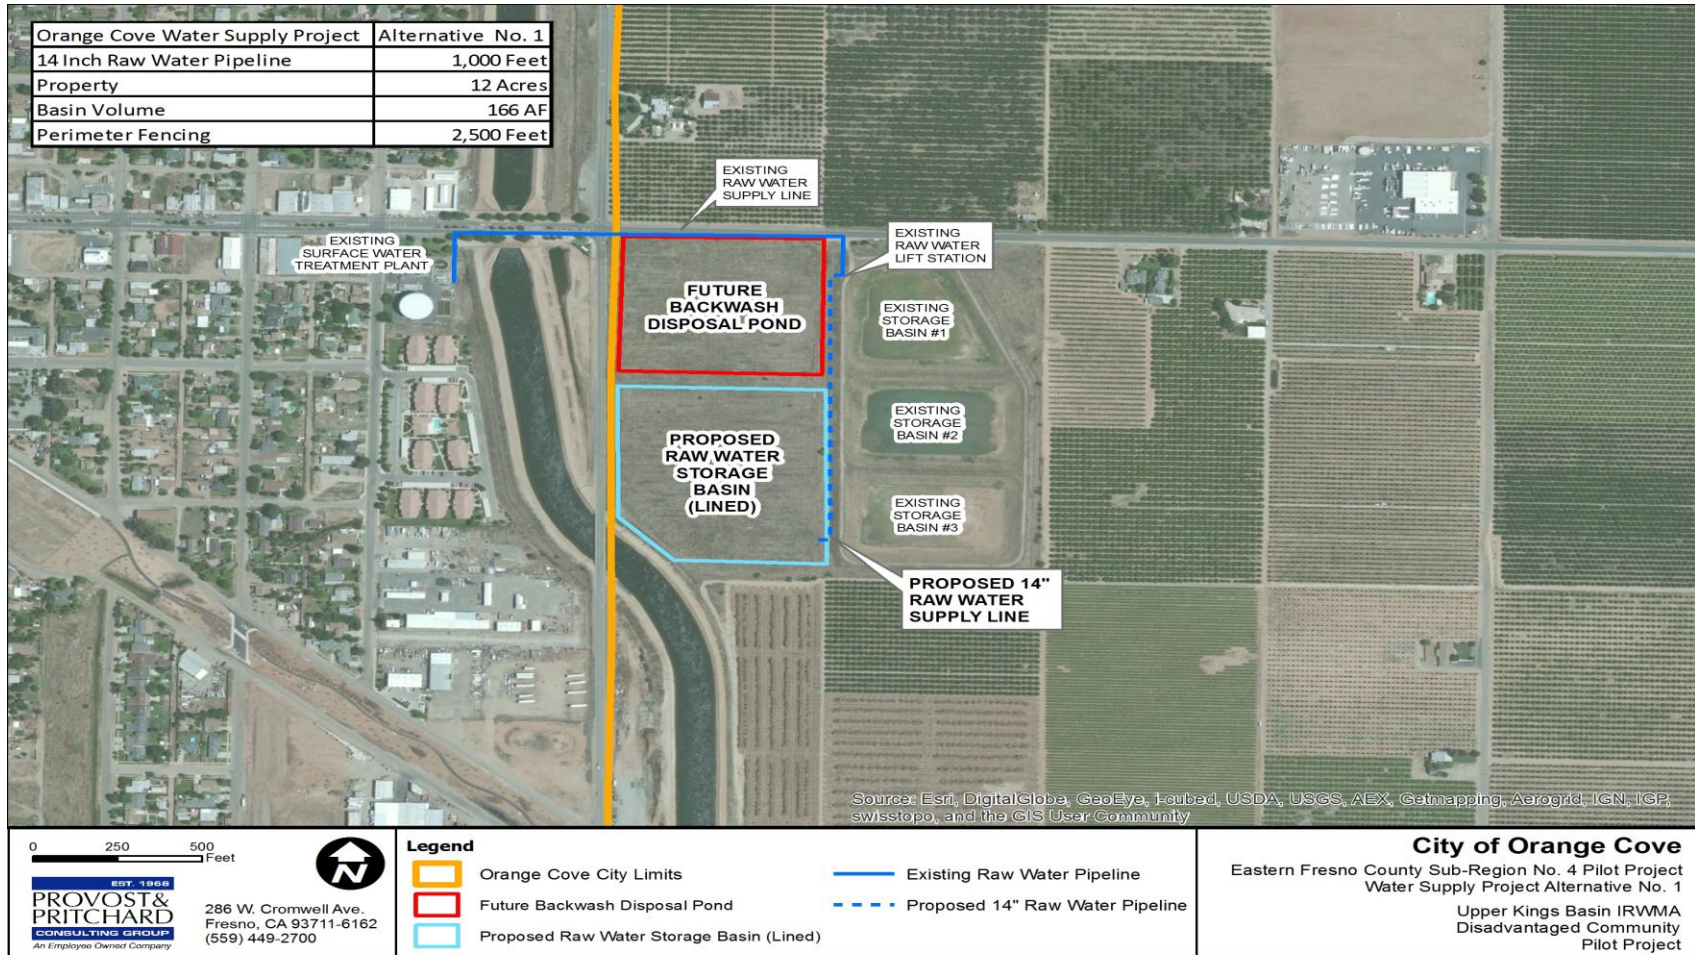 Orange Cove Water Supply Project Alternative No. 1
14 Inch Raw Water Pipeline 1,000 Feet
Property 12 Acres
Basin Volume 166 AF
Perimeter Fencing 2,500 Feet
EXISTING
RAW WATER
SUPPLY LINE
EXISTING
SURFACE WATER
TREATMENT PLANT
EXISTING
RAW WATER
LIFT STATION
FUTURE
BACKWASH
DISPOSAL POND
EXISTING
STORAGE
BASIN #1
EXISTING
STORAGE
BASIN #2
PROPOSED
RAW WATER
STORAGE
BASIN
(LINED)
EXISTING
STORAGE
BASIN #3
PROPOSED 14"
RAW WATER
SUPPLY LINE
Source: Esri, DigitalGlobe, GeoEye, i-cubed, USDA, USGS, AEX, Getmapping, Aerogrid, IGN, IGP,
swisstopo, and the GIS User Community
0 250 500
Feet
N
EST. 1968
PROVOST&
PRITCHARD
CONSULTING GROUP
An Employee Owned Company
286 W. Cromwell Ave.
Fresno, CA 93711-6162
(559) 449-2700
Legend
Orange Cove City Limits
Future Backwash Disposal Pond
Proposed Raw Water Storage Basin (Lined)
Existing Raw Water Pipeline
Proposed 14" Raw Water Pipeline
City of Orange Cove
Eastern Fresno County Sub-Region No. 4 Pilot Project
Water Supply Project Alternative No. 1
Upper Kings Basin IRWMA
Disadvantaged Community
Pilot Project